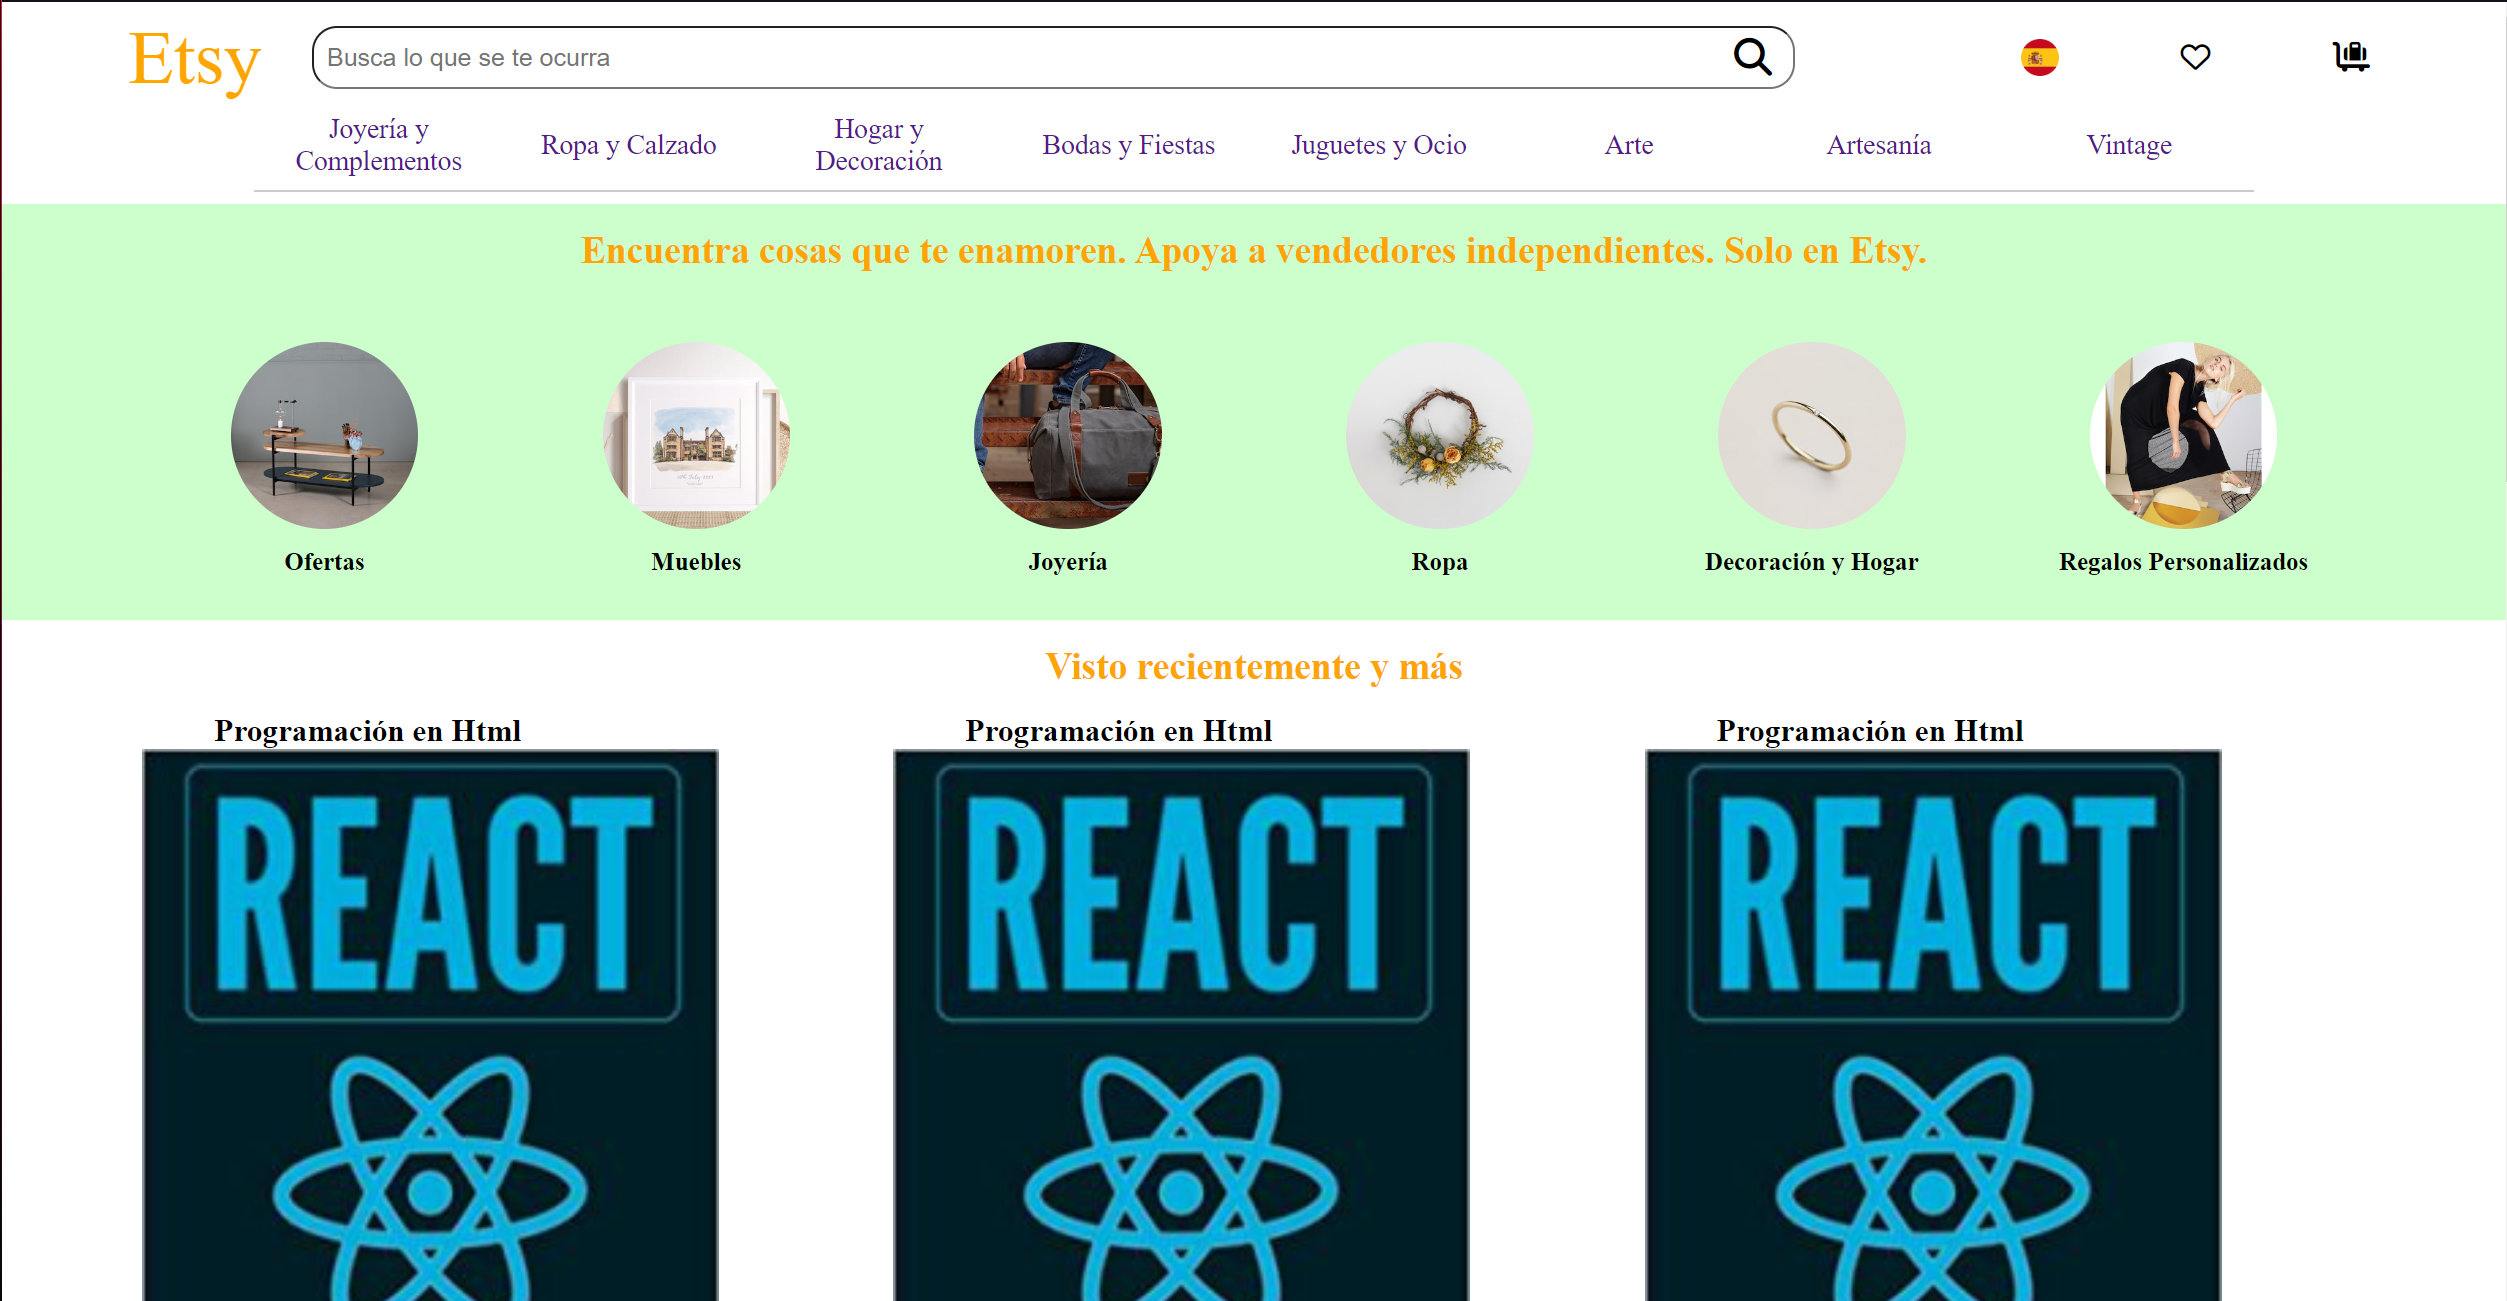 Etsy
Busca lo que se te ocurra
Joyería y
Complementos
Ropa y Calzado
Hogar y
Decoración
Bodas y Fiestas
Juguetes y Ocio
Arte
Artesanía
Vintage
Encuentra cosas que te enamoren. Apoya a vendedores independientes. Solo en Etsy.
Ofertas
Muebles
Joyería
Ropa
Decoración y Hogar
Regalos Personalizados
Visto recientemente y más
Programación en Html
Programación en Html
Programación en Html
REACT
REACT
REACT